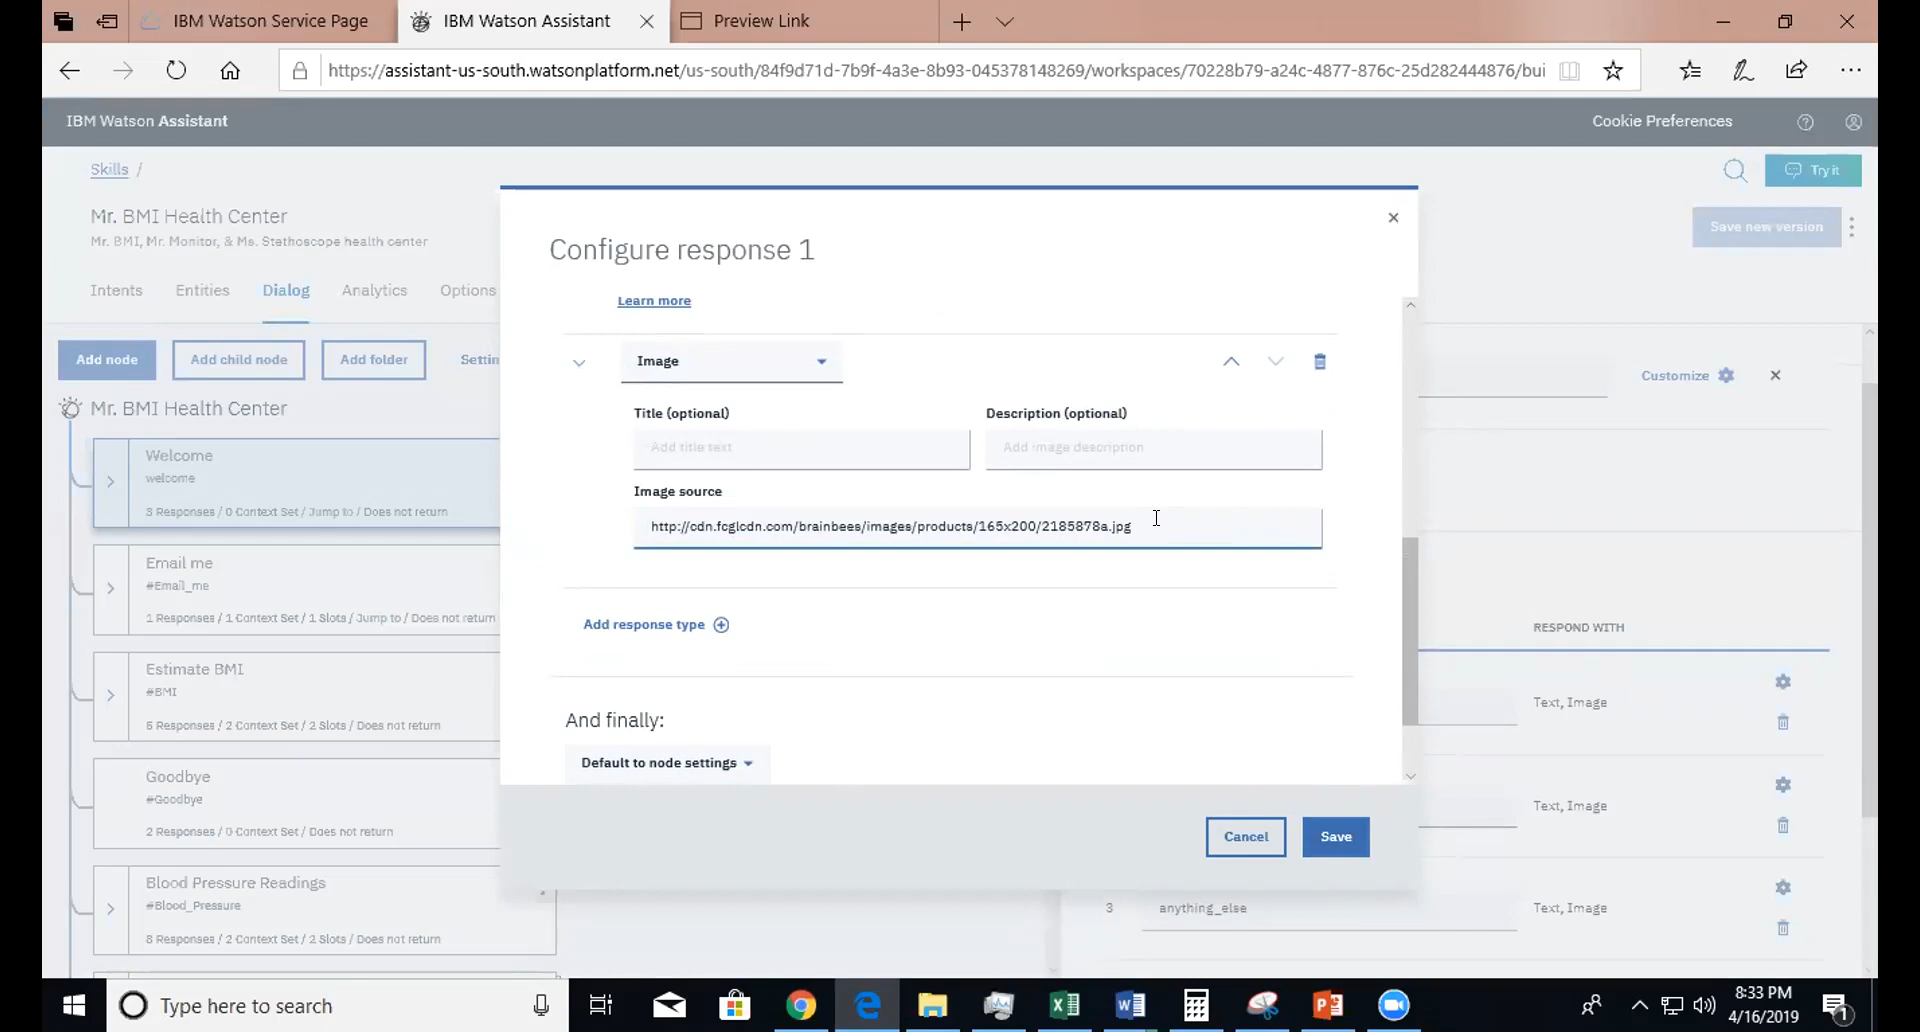 IBM Watson Service Page
IBM Watson Assistant
Preview Link
https://assistant-us-south.watsonplatform.net/us-south/84f9d71d-7b9f-4a3e-8b93-045378148269/workspaces/70228b79-a24c-4877-876c-25d282444876/bui
IBM Watson Assistant
Cookie Preferences
Skills /
Try it
Mr. BMI Health Center
Mr. BMI, Mr. Monitor, & Ms. Stethoscope health center
Save new version
Intents
Entities
Dialog
Analytics
Options
Add node
Add child node
Add folder
Settin
Customize
Mr. BMI Health Center
Welcome
welcome
3 Responses / 0 Context Set / Jump to / Does not return
Email me
#Email_me
1 Responses / 1 Context Set / 1 Slots / Jump to / Does not return
Estimate BMI
#BMI
5 Responses / 2 Context Set / 2 Slots / Does not return
Goodbye
#Goodbye
2 Responses / 0 Context Set / Does not return
Blood Pressure Readings
#Blood_Pressure
8 Responses / 2 Context Set / 2 Slots / Does not return
Configure response 1
Learn more
Image
Title (optional)
Description (optional)
Add title text
Add image description
Image source
http://cdn.fcglcdn.com/brainbees/images/products/165x200/2185878a.jpg
Add response type
And finally:
Default to node settings
Cancel
Save
RESPOND WITH
Text, Image
Text, Image
3
anything_else
Text, Image
Type here to search
8:33 PM
4/16/2019
1